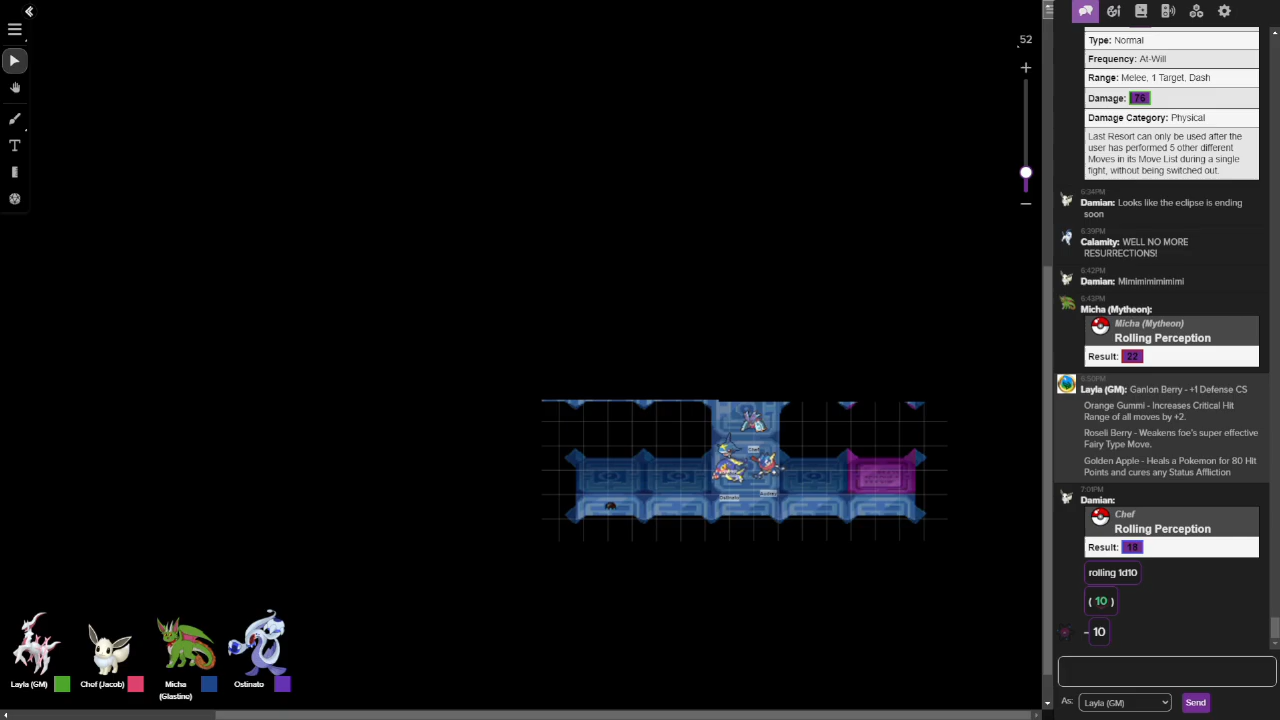 52
Type: Normal
Frequency: At-Will
Range: Melee, 1 Target, Dash
Damage: 76
Damage Category: Physical
Last Resort can only be used after the
user has performed 5 other different
Moves in its Move List during a single
fight, without being switched out.
6:34PM
Damian: Looks like the eclipse is ending
soon
6:39PM
Calamity: WELL NO MORE
RESURRECTIONS!
6:42PM
Damian: Mimimimimimi
6:43PM
Micha (Mytheon):
Micha (Mytheon)
Rolling Perception
Result: 22
6:50PM
Layla (GM): Ganlon Berry - +1 Defense CS
Orange Gummi - Increases Critical Hit
Range of all moves by +2.
Roseli Berry - Weakens foe's super effective
Fairy Type Move.
Golden Apple - Heals a Pokemon for 80 Hit
Points and cures any Status Affliction
7:01PM
Damian:
Chef
Rolling Perception
Result: 18
rolling 1d10
( 10 )
- 10
Chef
Ostinato
Layla (GM)
Chef (Jacob)
Micha
(Glastino)
Ostinato
As: Layla (GM)
Send